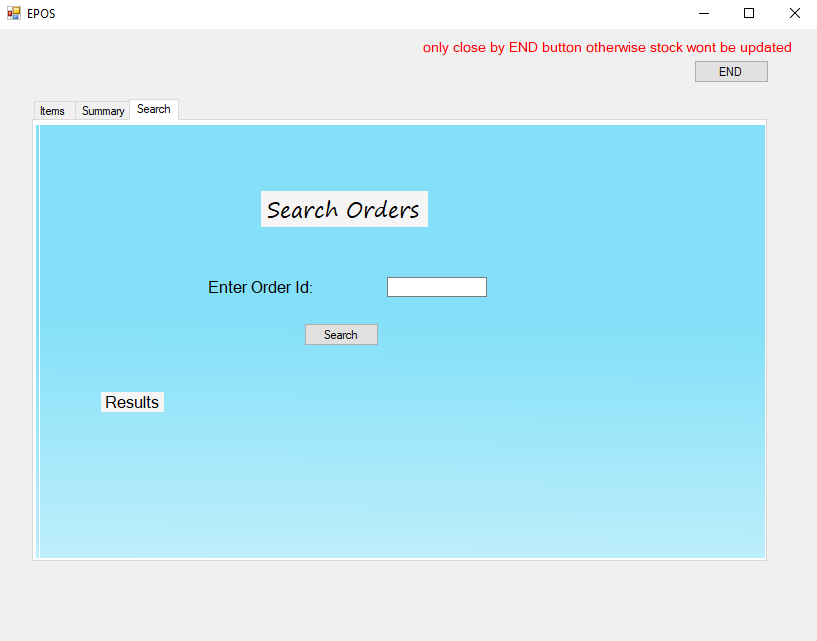 EPOS
only close by END button otherwise stock wont be updated
END
Items Summary Search
Search Orders
Enter Order Id:
Search
Results